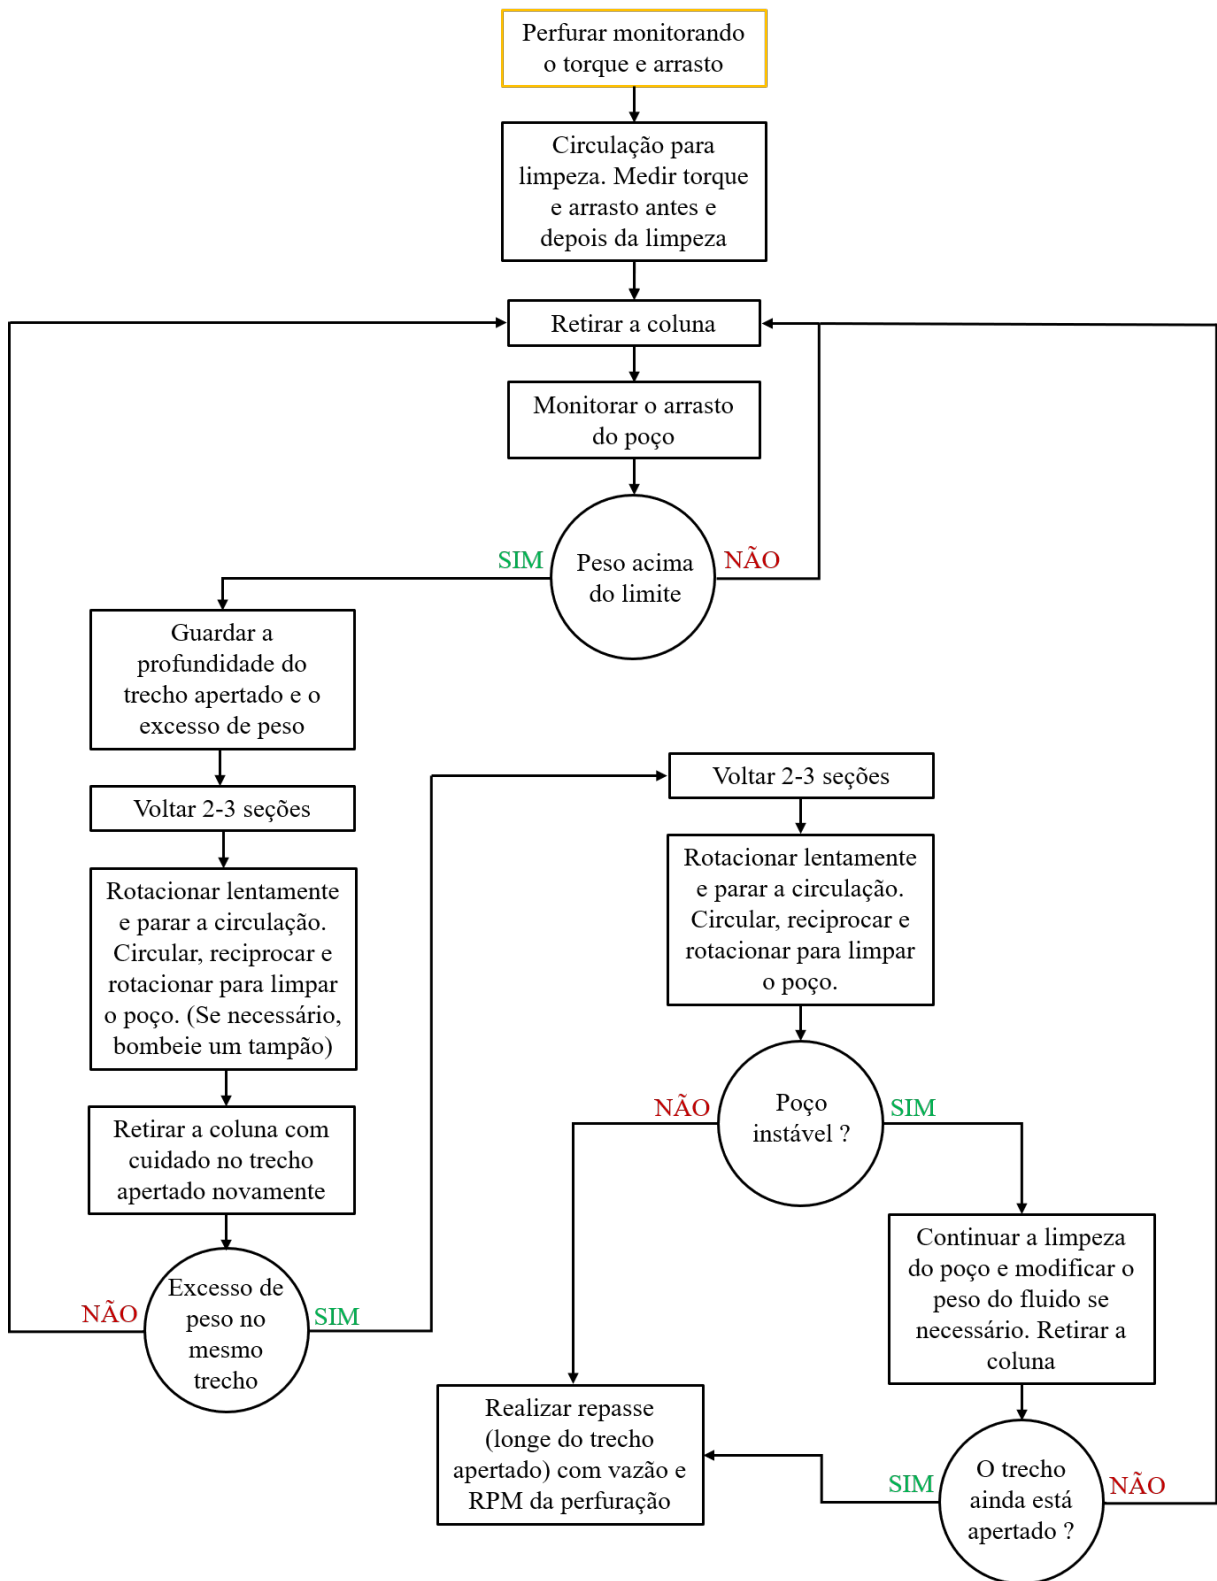 Perfurar monitorando
o torque e arrasto
Circulação para
limpeza. Medir torque
e arrasto antes e
depois da limpeza
Retirar a coluna
Monitorar o arrasto
do poço
SIM
Peso acima
do limite
NÃO
Guardar a
profundidade do
trecho apertado e o
excesso de peso
Voltar 2-3 seções
Rotacionar lentamente
e parar a circulação.
Circular, reciprocar e
rotacionar para limpar
o poço. (Se necessário,
bombeie um tampão)
Retirar a coluna com
cuidado no trecho
apertado novamente
NÃO
Excesso de
peso no
mesmo
trecho
SIM
Voltar 2-3 seções
Rotacionar lentamente
e parar a circulação.
Circular, reciprocar e
rotacionar para limpar
o poço.
NÃO
Poço
instável ?
SIM
Continuar a limpeza
do poço e modificar o
peso do fluido se
necessário. Retirar a
coluna
Realizar repasse
(longe do trecho
apertado) com vazão e
RPM da perfuração
SIM
O trecho
ainda está
apertado ?
NÃO